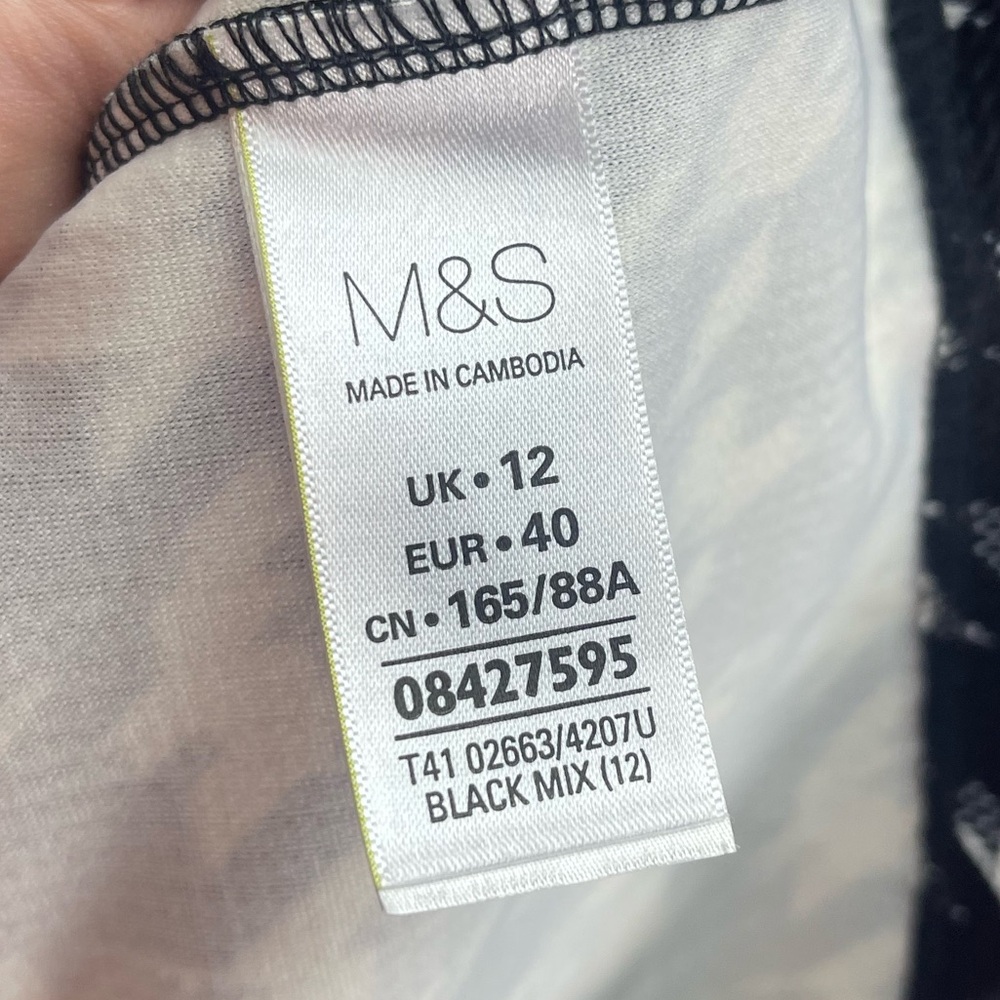 M&S
MADE IN CAMBODIA
UK • 12
EUR • 40
CN • 165/88A
08427595
T41 02663/4207U
BLACK MIX (12)